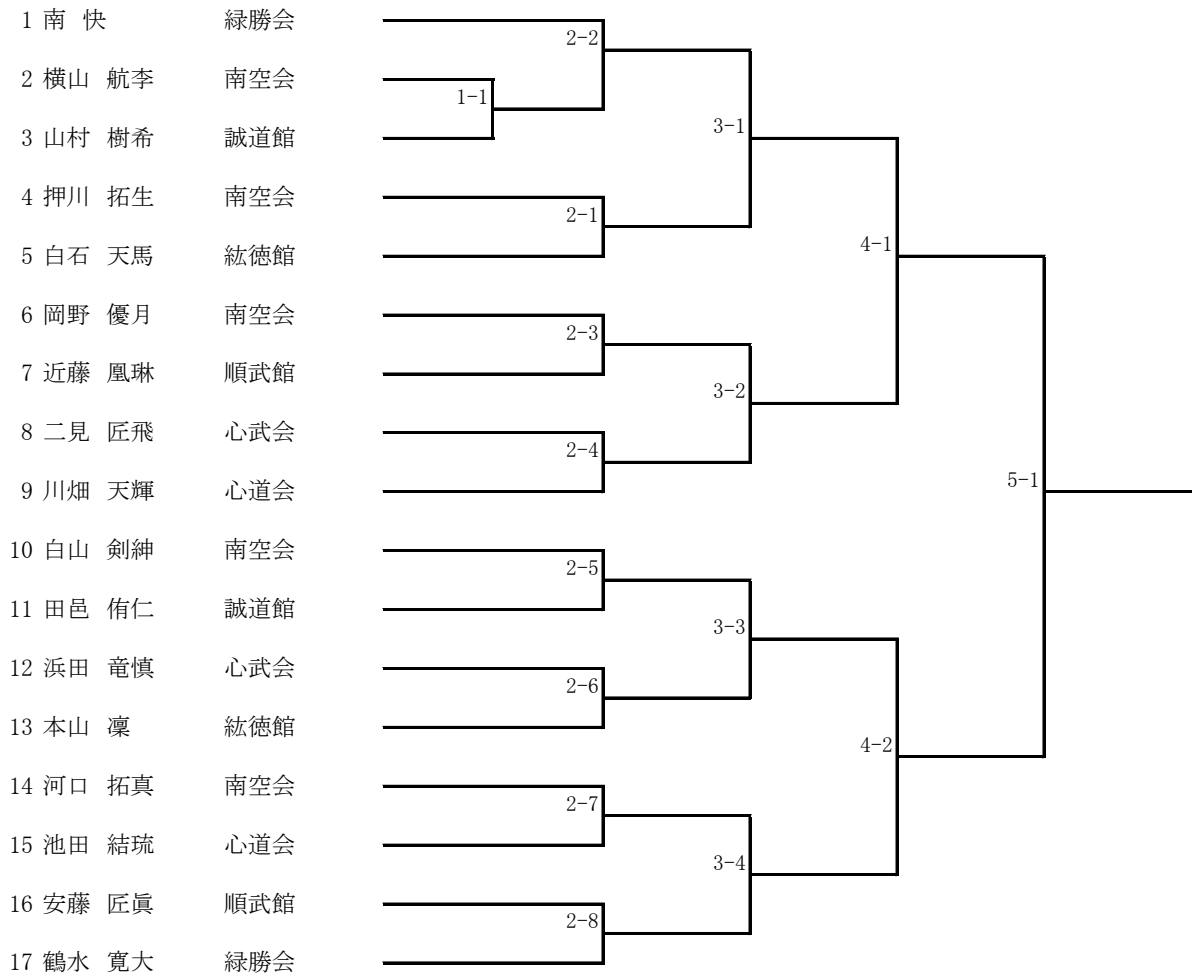 1 南 快 緑勝会
2-2
2 横山 航李 南空会
1-1
3 山村 樹希 誠道館
3-1
4 押川 拓生 南空会
2-1
5 白石 天馬 紘徳館
4-1
6 岡野 優月 南空会
2-3
7 近藤 凰琳 順武館
3-2
8 二見 匠飛 心武会
2-4
9 川畑 天輝 心道会
5-1
10 白山 剣紳 南空会
2-5
11 田邑 侑仁 誠道館
3-3
12 浜田 竜慎 心武会
2-6
13 本山 凜 紘徳館
4-2
14 河口 拓真 南空会
2-7
15 池田 結琉 心道会
3-4
16 安藤 匠眞 順武館
2-8
17 鶴水 寛大 緑勝会